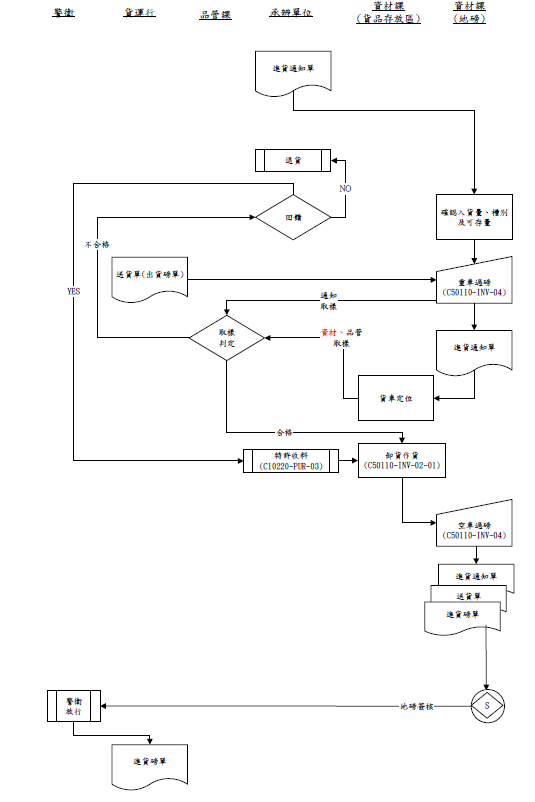 警衛
貨運行
品管課
承辦單位
資材課
(貨品存放區)
資材課
(地磅)
進貨通知單
退貨
NO
回饋
確認入貨量、槽別
及可存量
不合格
送貨單(出貨磅單)
重車過磅
(C50110-INV-04)
YES
通知
取樣
取樣
判定
資材、品管
取樣
進貨通知單
貨車定位
合格
特許收料
(C10220-PUR-03)
卸貨作貨
(C50110-INV-02-01)
空車過磅
(C50110-INV-04)
進貨通知單
送貨單
進貨磅單
警衛
放行
地磅簽核
S
進貨磅單